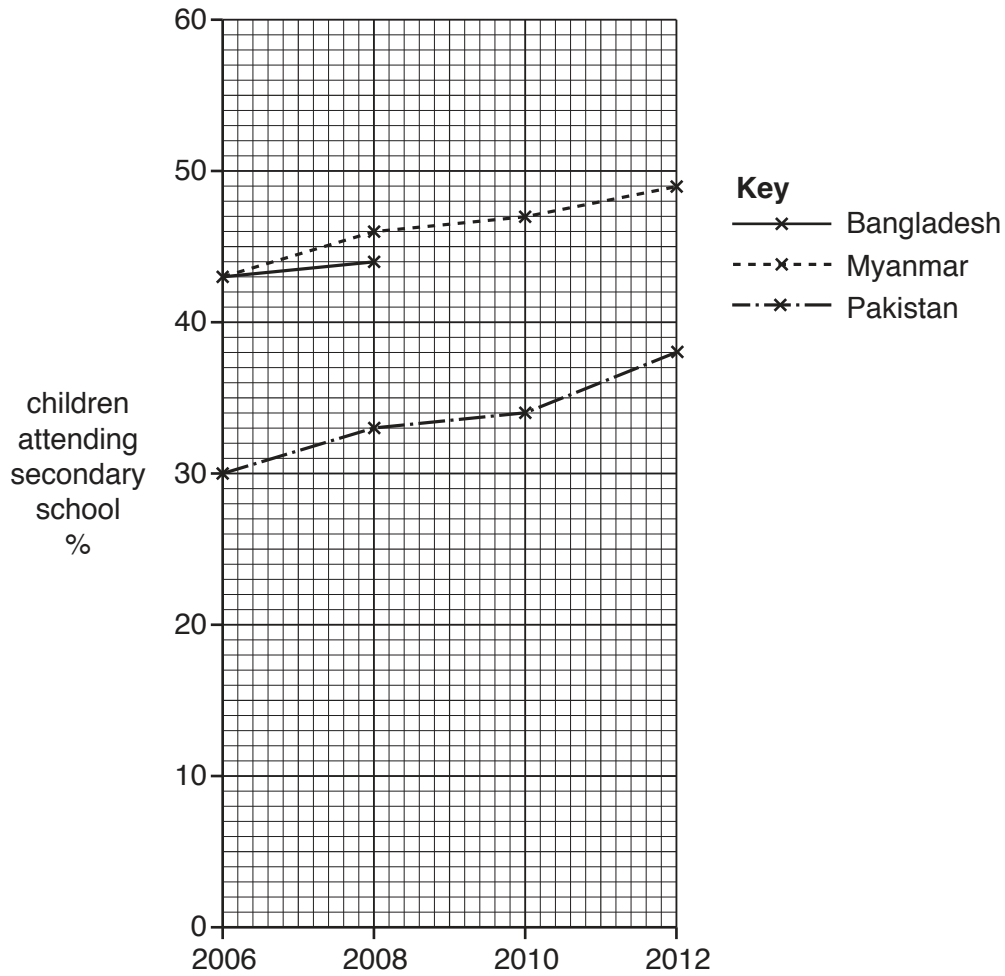 60
50
40
30
20
10
0
children
attending
secondary
school
%
2006 2008 2010 2012
Key
Bangladesh
Myanmar
Pakistan